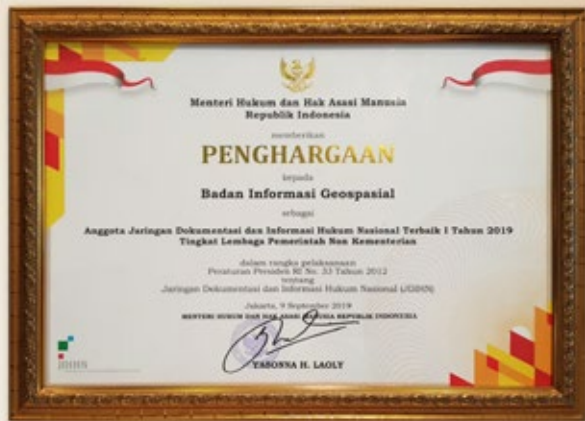 Menteri Hukum dan Hak Asasi Manusia
Republik Indonesia
memberikan
PENGHARGAAN
kepada
Badan Informasi Geospasial
sebagai
Anggota Jaringan Dokumentasi dan Informasi Hukum Nasional Terbaik I Tahun 2019
Tingkat Lembaga Pemerintah Non Kementerian
dalam rangka pelaksanaan
Peraturan Presiden RI No. 33 Tahun 2012
tentang
Jaringan Dokumentasi dan Informasi Hukum Nasional (JDIHN)
Jakarta, 9 September 2019
MENTERI HUKUM DAN HAK ASASI MANUSIA REPUBLIK INDONESIA
YASONNA H. LAOLY
JDIHN